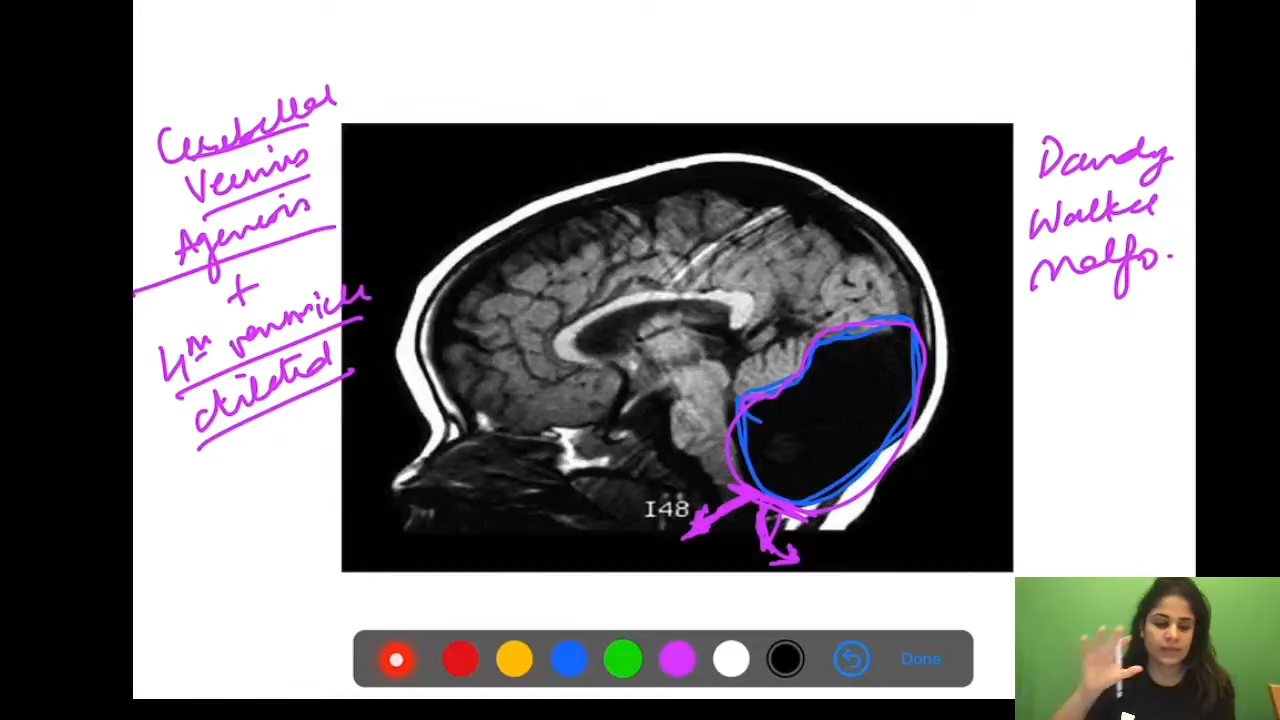 Cerebellar
Vermis
Agenesis
+
4th ventricle
dilated
Dandy
Walker
Malfo.
I48
Done